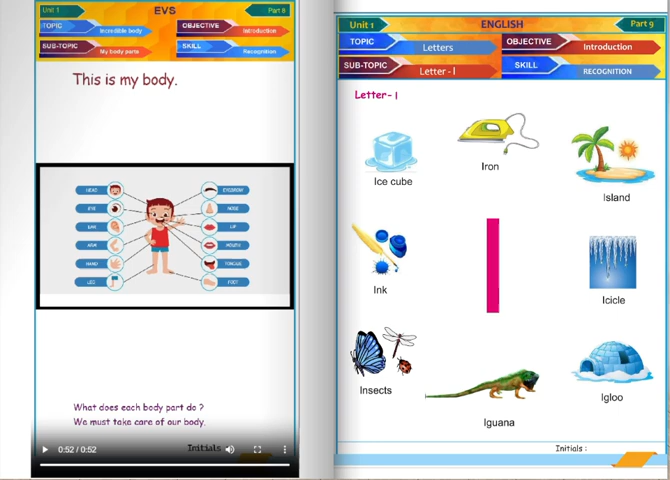 Unit 1
EVS
Part 8
TOPIC
Incredible body
OBJECTIVE
Introduction
SUB-TOPIC
My body parts
SKILL
Recognition
This is my body.
HEAD
EYEBROW
EYE
NOSE
EAR
LIP
ARM
MOUTH
HAND
TONGUE
LEG
FOOT
What does each body part do ?
We must take care of our body.
Initials
0:52 / 0:52
Unit 1
ENGLISH
Part 9
TOPIC
Letters
OBJECTIVE
Introduction
SUB-TOPIC
Letter - I
SKILL
RECOGNITION
Letter- I
Ice cube
Iron
Island
Ink
I
Icicle
Insects
Iguana
Igloo
Initials :